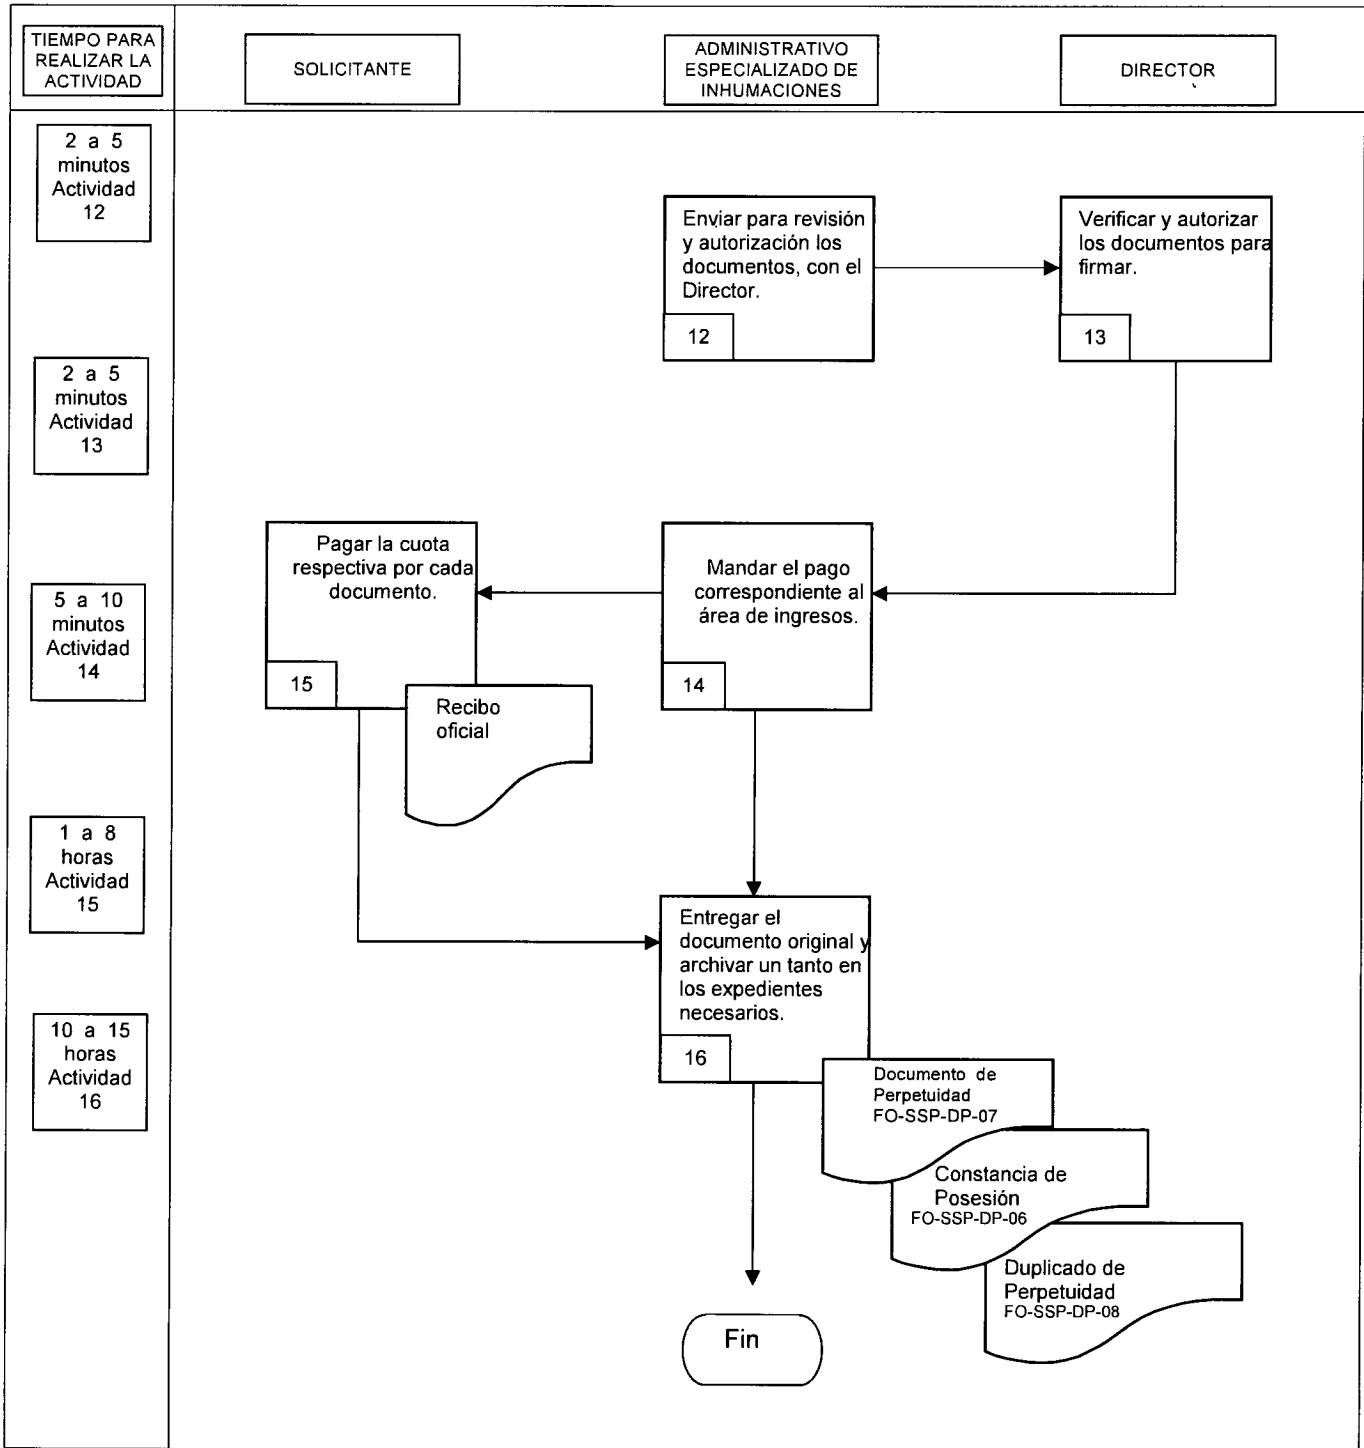 TIEMPO PARA
REALIZAR LA
ACTIVIDAD
SOLICITANTE
ADMINISTRATIVO
ESPECIALIZADO DE
INHUMACIONES
DIRECTOR
2 a 5
minutos
Actividad
12
Enviar para revisión
y autorización los
documentos, con el
Director.
12
Verificar y autorizar
los documentos para
firmar.
13
2 a 5
minutos
Actividad
13
Pagar la cuota
respectiva por cada
documento.
15
Recibo
oficial
Mandar el pago
correspondiente al
área de ingresos.
14
5 a 10
minutos
Actividad
14
1 a 8
horas
Actividad
15
Entregar el
documento original y
archivar un tanto en
los expedientes
necesarios.
16
10 a 15
horas
Actividad
16
Documento de
Perpetuidad
FO-SSP-DP-07
Constancia de
Posesión
FO-SSP-DP-06
Duplicado de
Perpetuidad
FO-SSP-DP-08
Fin